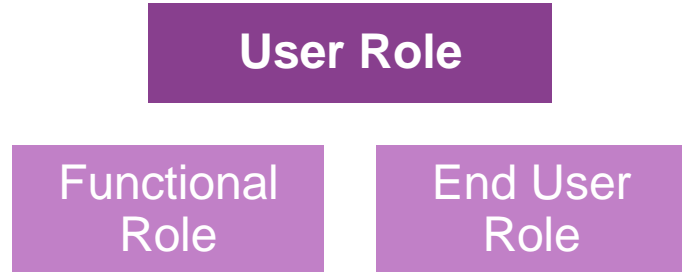 User Role
Functional
Role
End User
Role